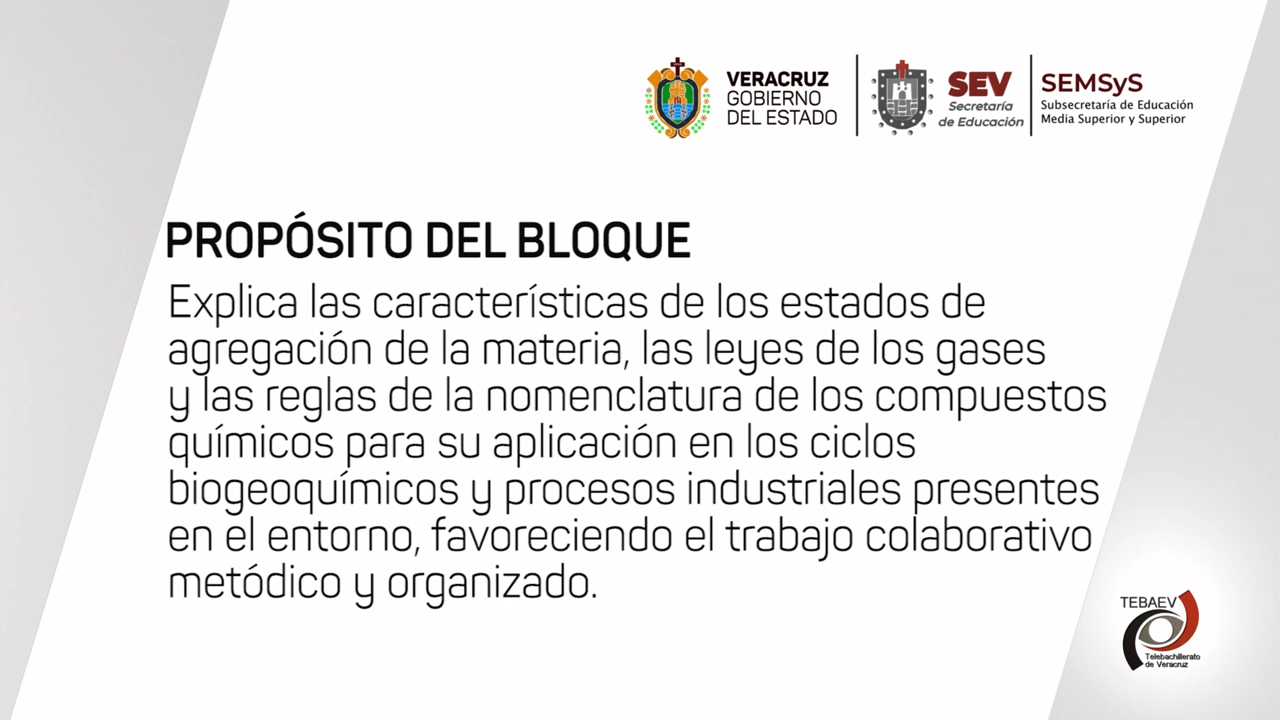 VERACRUZ
GOBIERNO
DEL ESTADO
SEV
Secretaría
de Educación
SEMSyS
Subsecretaría de Educación
Media Superior y Superior
PROPÓSITO DEL BLOQUE
Explica las características de los estados de
agregación de la materia, las leyes de los gases
y las reglas de la nomenclatura de los compuestos
químicos para su aplicación en los ciclos
biogeoquímicos y procesos industriales presentes
en el entorno, favoreciendo el trabajo colaborativo
metódico y organizado.
TEBAEV
Telebachillerato
de Veracruz